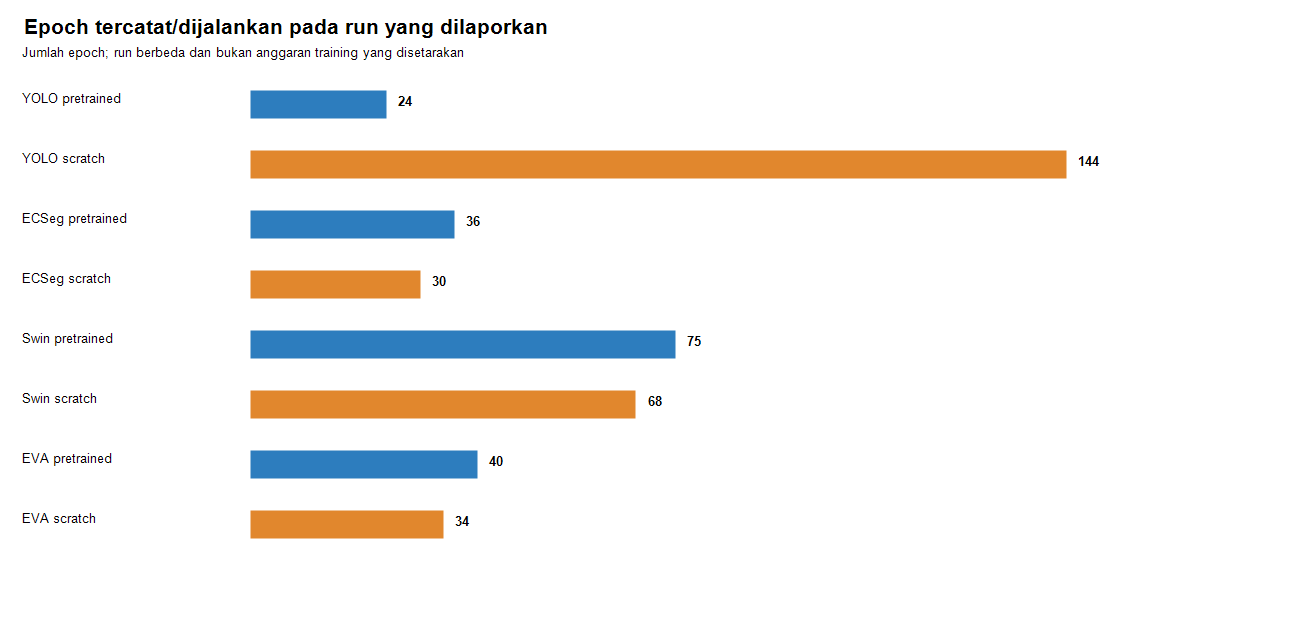 Epoch tercatat/dijalankan pada run yang dilaporkan
Jumlah epoch; run berbeda dan bukan anggaran training yang disetarakan
YOLO pretrained 24
YOLO scratch 144
ECSeg pretrained 36
ECSeg scratch 30
Swin pretrained 75
Swin scratch 68
EVA pretrained 40
EVA scratch 34